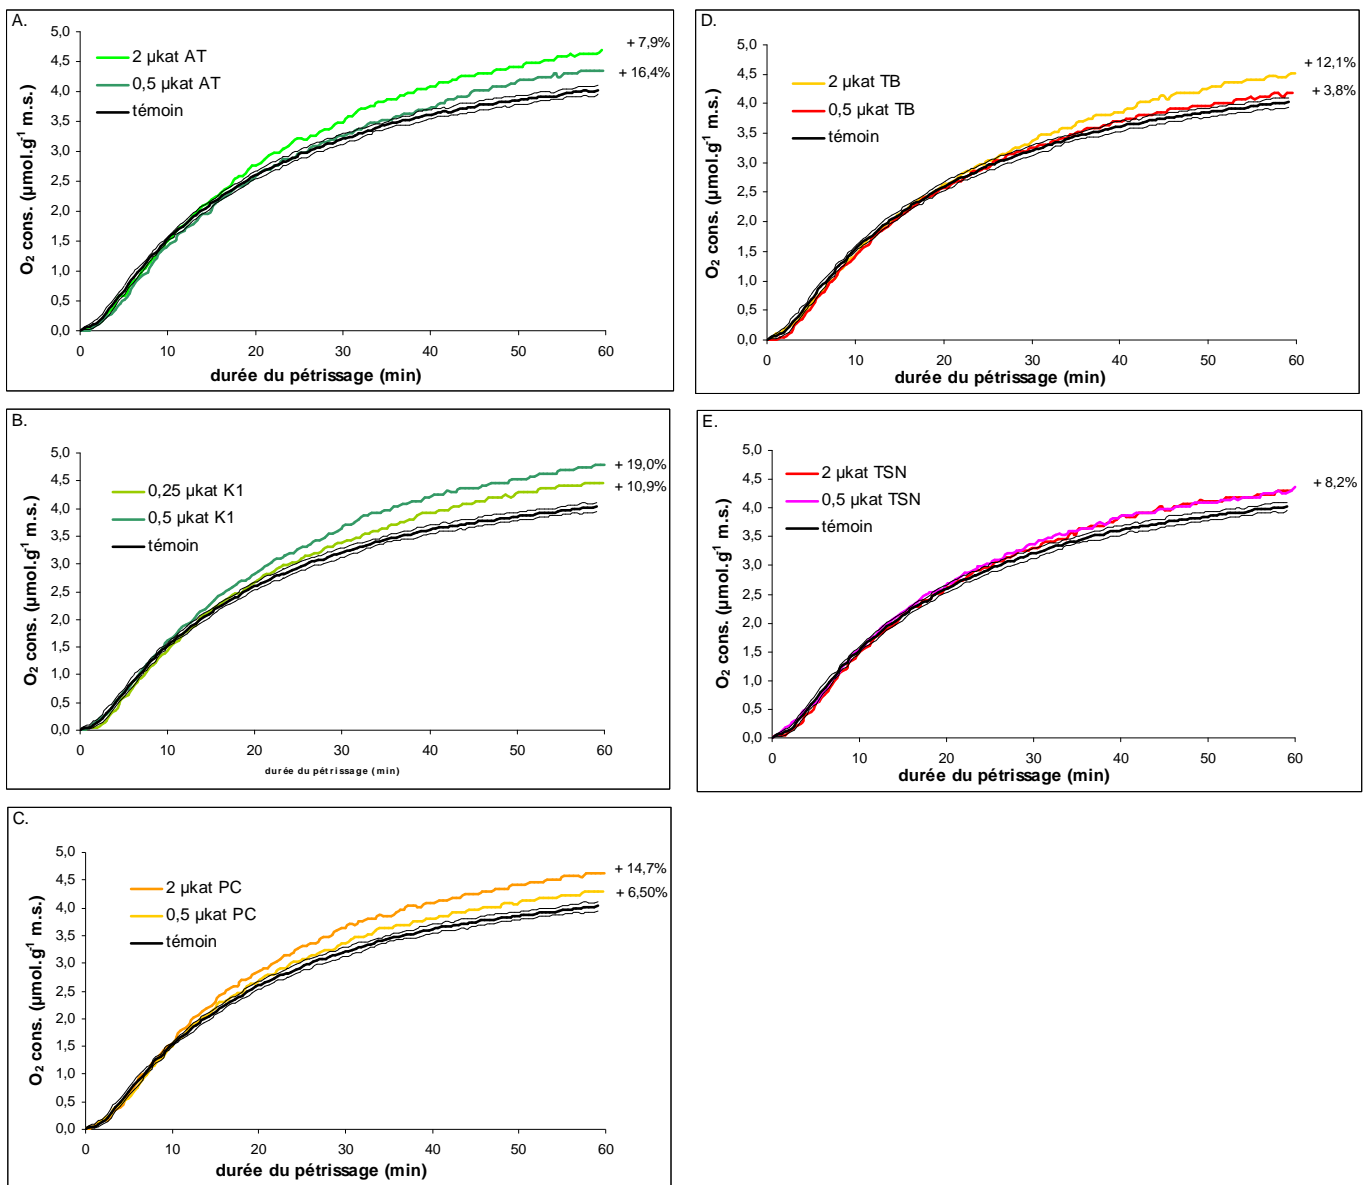 A.
5,0
4,5
4,0
3,5
3,0
2,5
2,0
1,5
1,0
0,5
0,0
O2 cons. (µmol.g-1 m.s.)
2 µkat AT
0,5 µkat AT
témoin
+ 7,9%
+ 16,4%
0 10 20 30 40 50 60
durée du pétrissage (min)
D.
5,0
4,5
4,0
3,5
3,0
2,5
2,0
1,5
1,0
0,5
0,0
O2 cons. (µmol.g-1 m.s.)
2 µkat TB
0,5 µkat TB
témoin
+ 12,1%
+ 3,8%
0 10 20 30 40 50 60
durée du pétrissage (min)
B.
5,0
4,5
4,0
3,5
3,0
2,5
2,0
1,5
1,0
0,5
0,0
O2 cons. (µmol.g-1 m.s.)
0,25 µkat K1
0,5 µkat K1
témoin
+ 19,0%
+ 10,9%
0 10 20 30 40 50 60
durée du pétrissage (min)
E.
5,0
4,5
4,0
3,5
3,0
2,5
2,0
1,5
1,0
0,5
0,0
O2 cons. (µmol.g-1 m.s.)
2 µkat TSN
0,5 µkat TSN
témoin
+ 8,2%
0 10 20 30 40 50 60
durée du pétrissage (min)
C.
5,0
4,5
4,0
3,5
3,0
2,5
2,0
1,5
1,0
0,5
0,0
O2 cons. (µmol.g-1 m.s.)
2 µkat PC
0,5 µkat PC
témoin
+ 14,7%
+ 6,50%
0 10 20 30 40 50 60
durée du pétrissage (min)